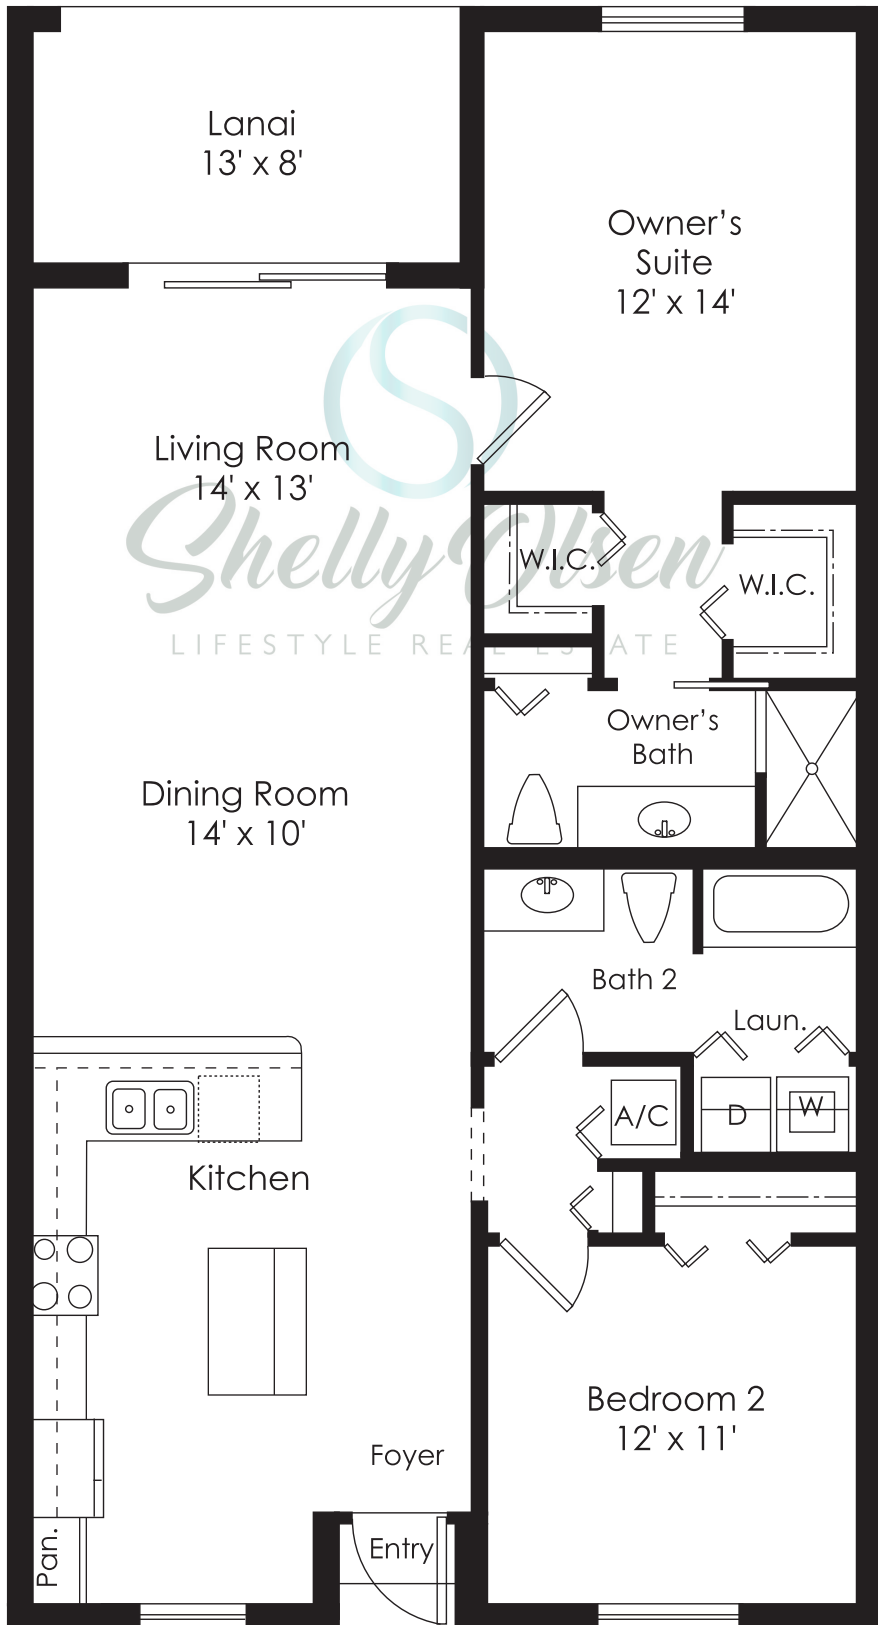 Lanai
13' x 8'
Owner's
Suite
12' x 14'
Living Room
14' x 13'
Shelly Olsen
LIFESTYLE REAL ESTATE
W.I.C.
W.I.C.
Owner's
Bath
Dining Room
14' x 10'
Bath 2
Laun.
A/C
D
W
Kitchen
Bedroom 2
12' x 11'
Foyer
Entry
Pan.